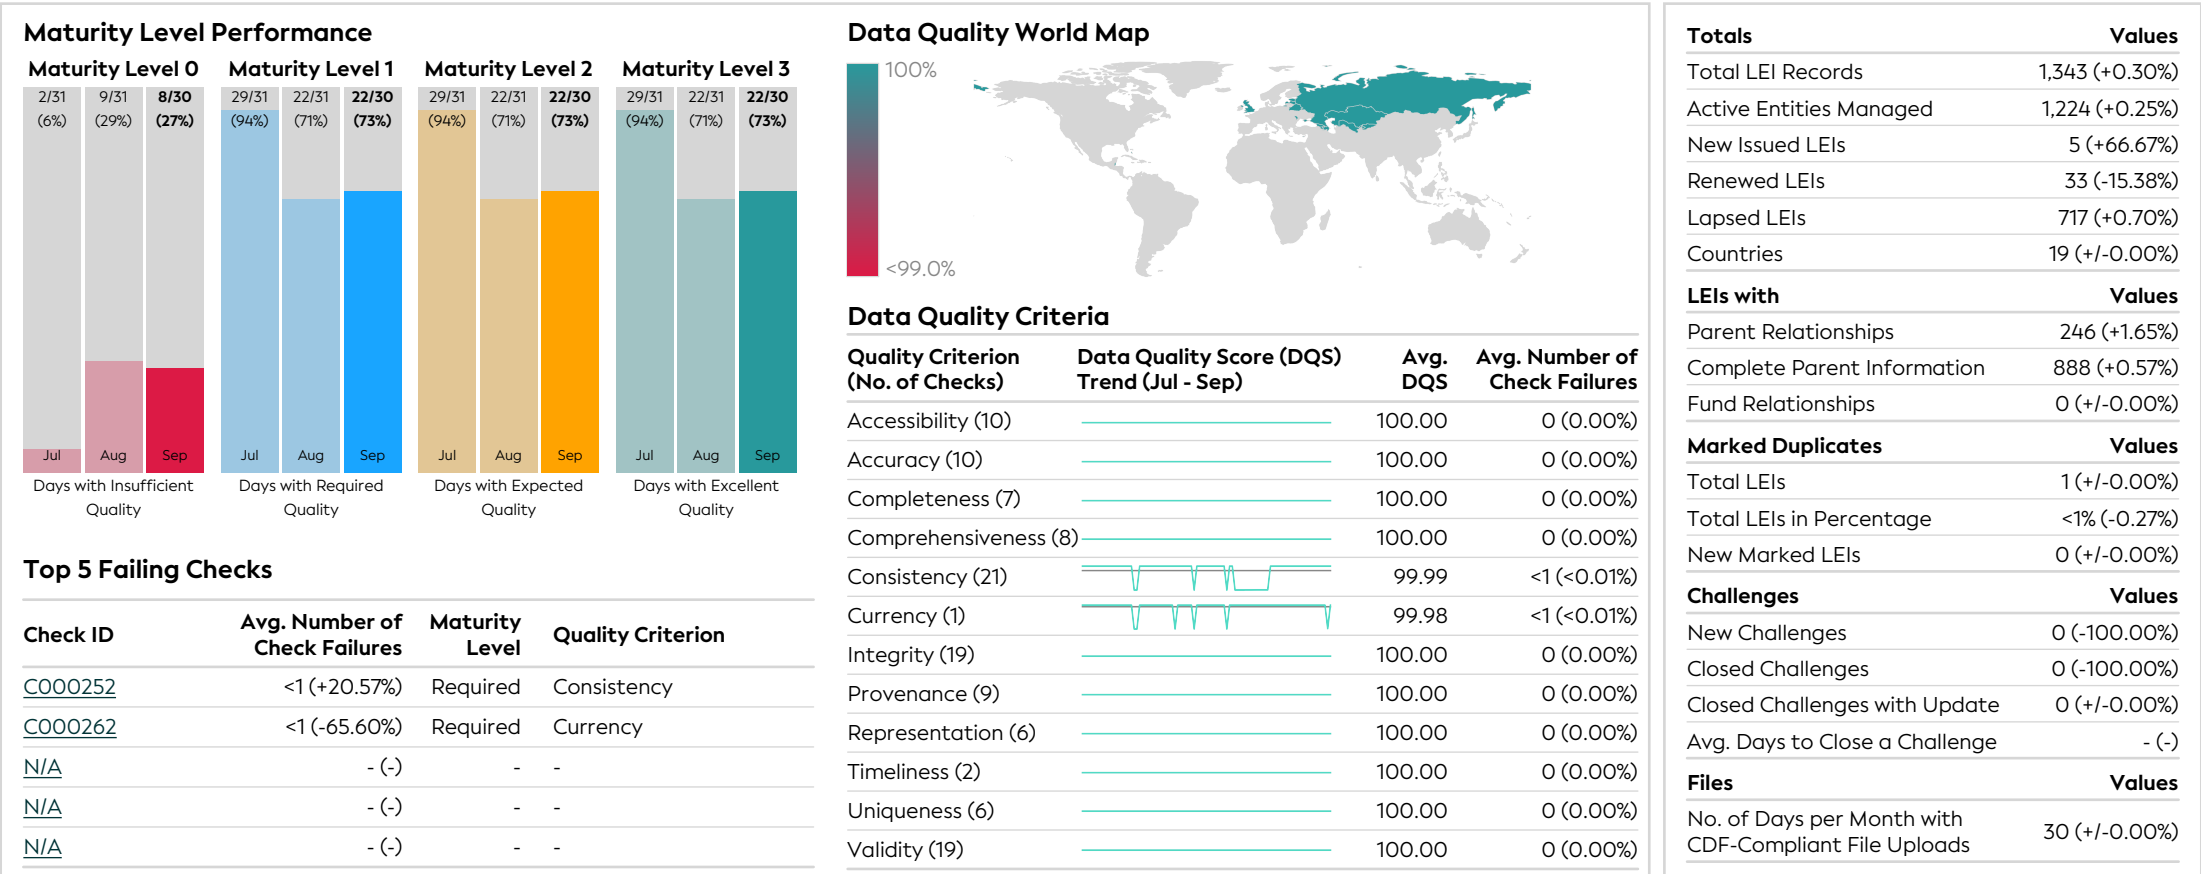 Maturity Level Performance
Maturity Level 0 Maturity Level 1 Maturity Level 2 Maturity Level 3
2/31 9/31 8/30 29/31 22/31 22/30 29/31 22/31 22/30 29/31 22/31 22/30
(6%) (29%) (27%) (94%) (71%) (73%) (94%) (71%) (73%) (94%) (71%) (73%)
Jul Aug Sep Jul Aug Sep Jul Aug Sep Jul Aug Sep
Days with Insufficient Days with Required Days with Expected Days with Excellent
Quality Quality Quality Quality
Top 5 Failing Checks
Check ID Avg. Number of Check Failures Maturity Level Quality Criterion
C000252 <1 (+20.57%) Required Consistency
C000262 <1 (-65.60%) Required Currency
N/A - (-) - -
N/A - (-) - -
N/A - (-) - -
Data Quality World Map
100%
<99.0%
Data Quality Criteria
Quality Criterion Data Quality Score (DQS) Avg. Avg. Number of
(No. of Checks) Trend (Jul - Sep) DQS Check Failures
Accessibility (10) 100.00 0 (0.00%)
Accuracy (10) 100.00 0 (0.00%)
Completeness (7) 100.00 0 (0.00%)
Comprehensiveness (8) 100.00 0 (0.00%)
Consistency (21) 99.99 <1 (<0.01%)
Currency (1) 99.98 <1 (<0.01%)
Integrity (19) 100.00 0 (0.00%)
Provenance (9) 100.00 0 (0.00%)
Representation (6) 100.00 0 (0.00%)
Timeliness (2) 100.00 0 (0.00%)
Uniqueness (6) 100.00 0 (0.00%)
Validity (19) 100.00 0 (0.00%)
Totals Values
Total LEI Records 1,343 (+0.30%)
Active Entities Managed 1,224 (+0.25%)
New Issued LEIs 5 (+66.67%)
Renewed LEIs 33 (-15.38%)
Lapsed LEIs 717 (+0.70%)
Countries 19 (+/-0.00%)
LEIs with Values
Parent Relationships 246 (+1.65%)
Complete Parent Information 888 (+0.57%)
Fund Relationships 0 (+/-0.00%)
Marked Duplicates Values
Total LEIs 1 (+/-0.00%)
Total LEIs in Percentage <1% (-0.27%)
New Marked LEIs 0 (+/-0.00%)
Challenges Values
New Challenges 0 (-100.00%)
Closed Challenges 0 (-100.00%)
Closed Challenges with Update 0 (+/-0.00%)
Avg. Days to Close a Challenge - (-)
Files Values
No. of Days per Month with
CDF-Compliant File Uploads 30 (+/-0.00%)